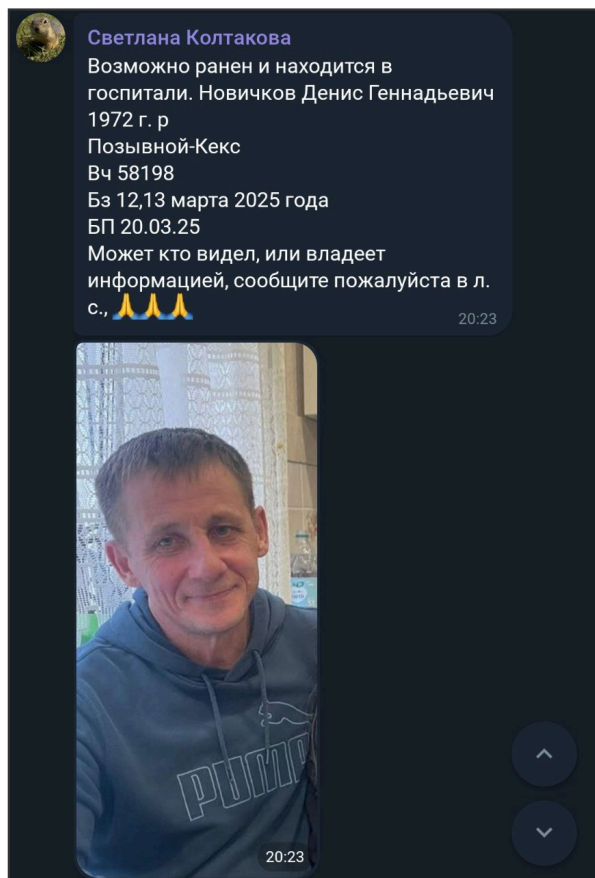 Светлана Колтакова
Возможно ранен и находится в
госпитали. Новичков Денис Геннадьевич
1972 г. р
Позывной-Кекс
Вч 58198
Бз 12,13 марта 2025 года
БП 20.03.25
Может кто видел, или владеет
информацией, сообщите пожалуйста в л.
с., 🙏🙏🙏
20:23
PUMA
20:23